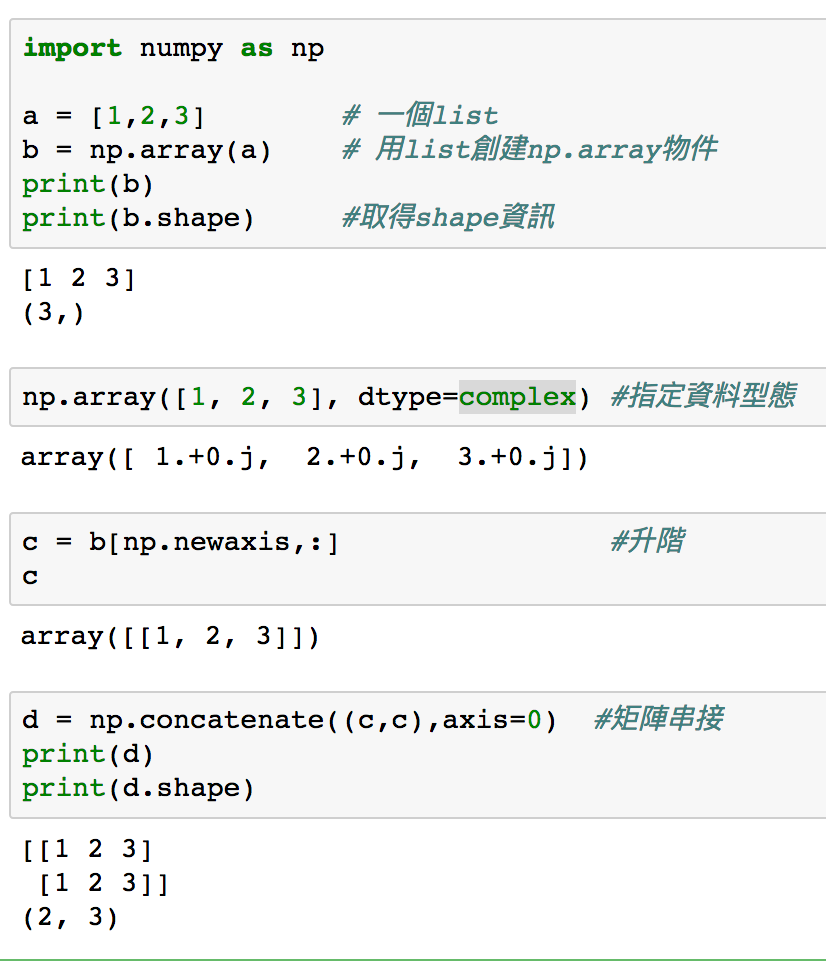 import numpy as np
a = [1,2,3]        # 一個list
b = np.array(a)    # 用list創建np.array物件
print(b)
print(b.shape)     #取得shape資訊
[1 2 3]
(3,)
np.array([1, 2, 3], dtype=complex) #指定資料型態
array([ 1.+0.j,  2.+0.j,  3.+0.j])
c = b[np.newaxis,:]                #升階
c
array([[1, 2, 3]])
d = np.concatenate((c,c),axis=0)  #矩陣串接
print(d)
print(d.shape)
[[1 2 3]
 [1 2 3]]
(2, 3)